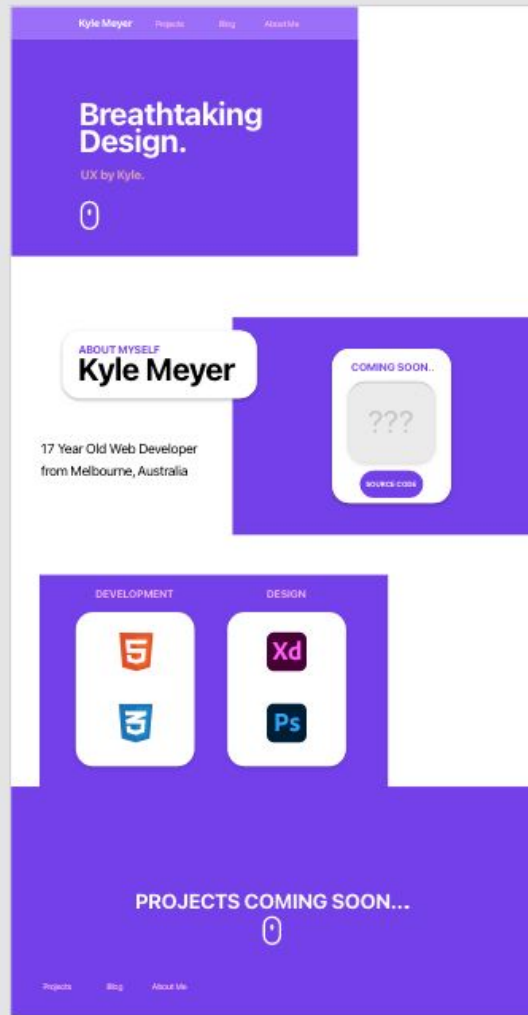 Kyle Meyer Projects Blog About Me
Breathtaking
Design.
UX by Kyle.
ABOUT MYSELF
Kyle Meyer
17 Year Old Web Developer
from Melbourne, Australia
COMING SOON..
???
SOURCE CODE
DEVELOPMENT DESIGN
5 Xd
3 Ps
PROJECTS COMING SOON...
Projects Blog About Me